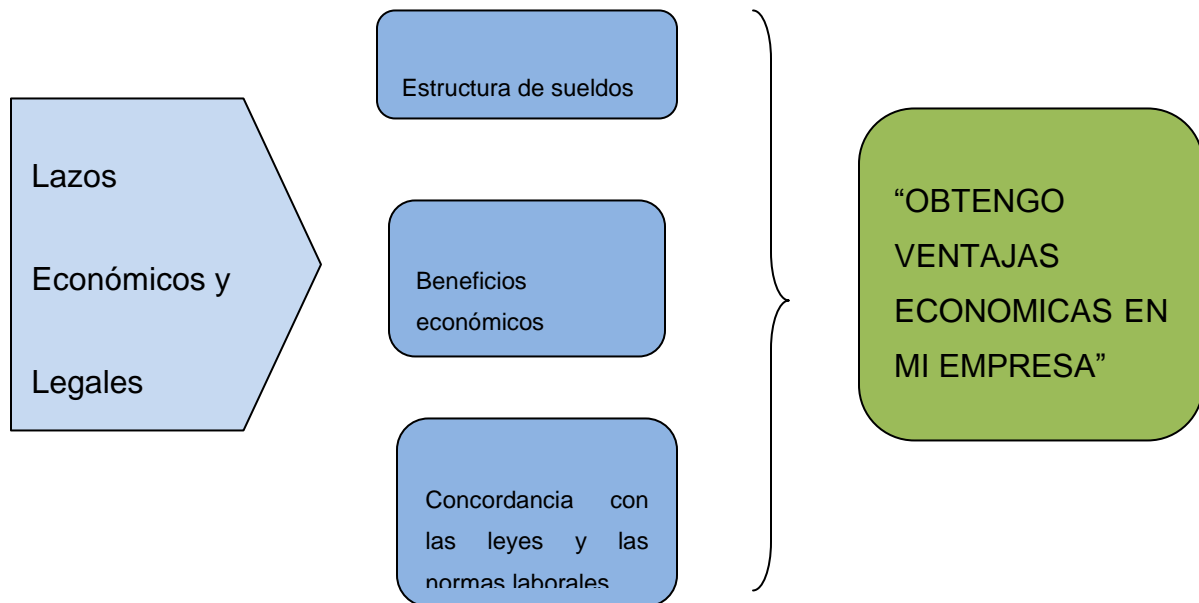 Lazos
Económicos y
Legales
Estructura de sueldos
Beneficios
económicos
Concordancia con
las leyes y las
normas laborales
“OBTENGO
VENTAJAS
ECONOMICAS EN
MI EMPRESA”